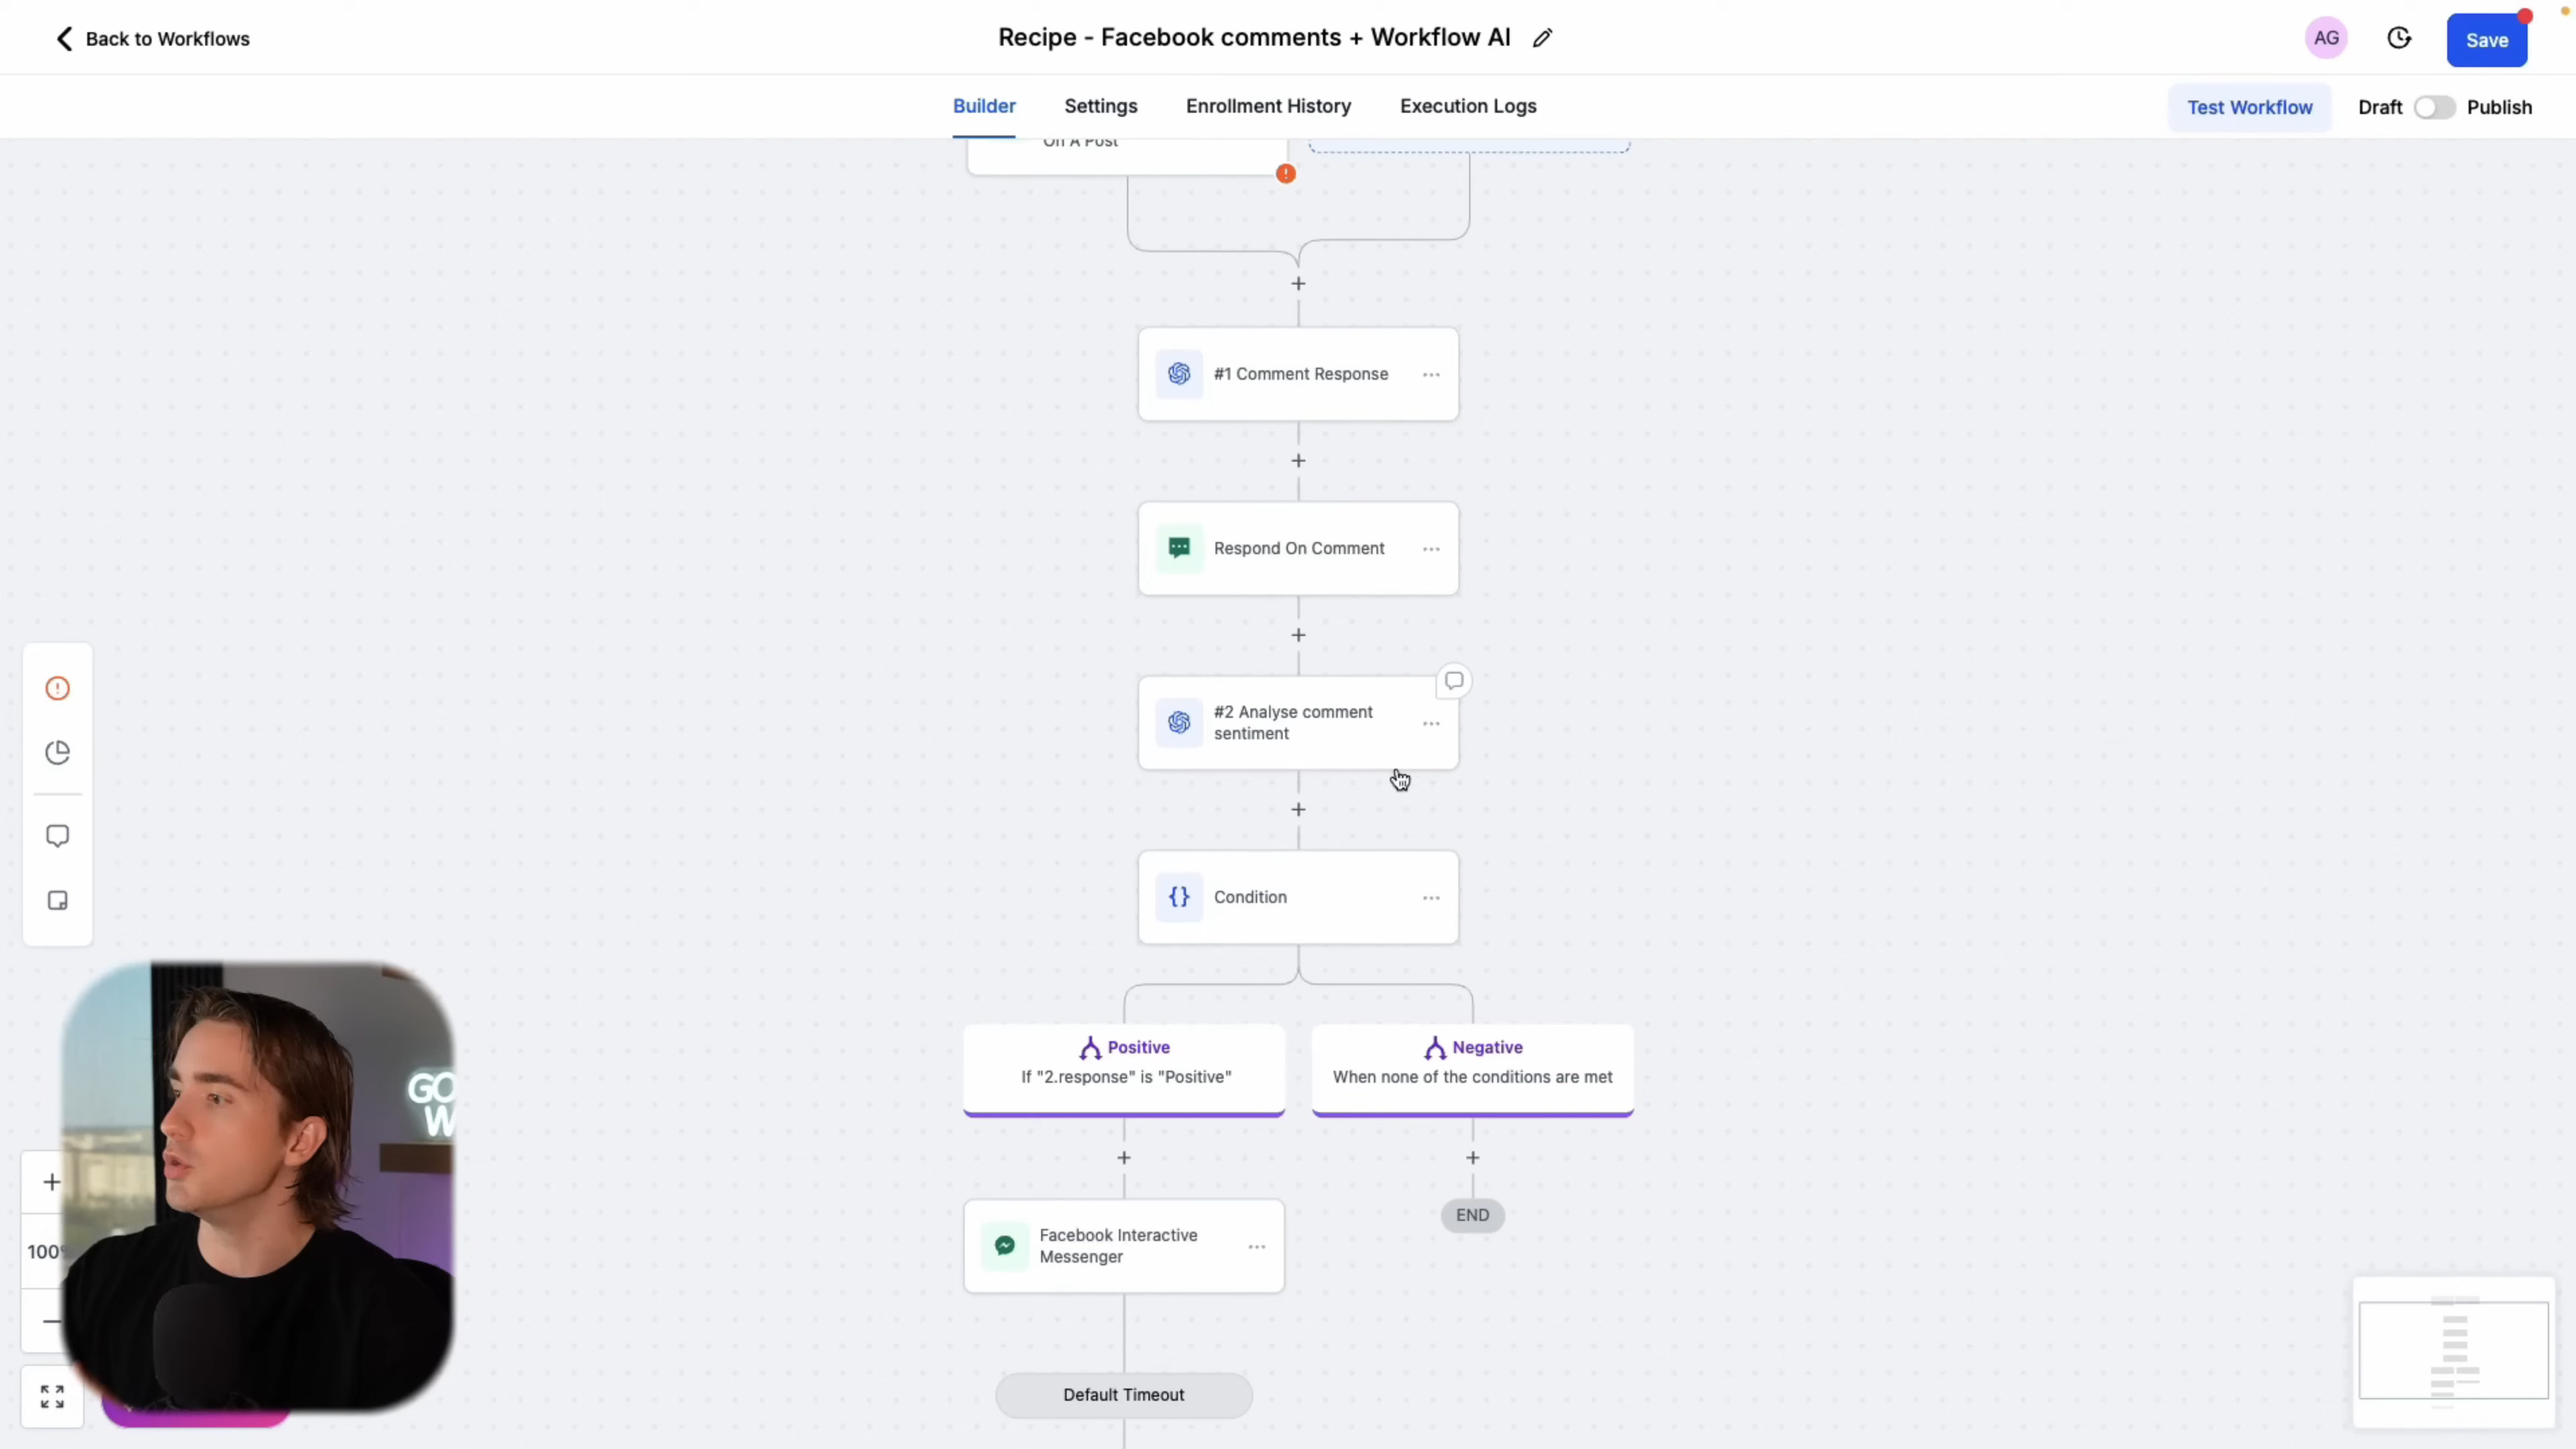 Back to Workflows
Recipe - Facebook comments + Workflow AI
AG
Save
Builder
Settings
Enrollment History
Execution Logs
Test Workflow
Draft
Publish
On A Post
#1 Comment Response
Respond On Comment
#2 Analyse comment
sentiment
Condition
Positive
If "2.response" is "Positive"
Negative
When none of the conditions are met
Facebook Interactive
Messenger
END
Default Timeout
100%
GO
W